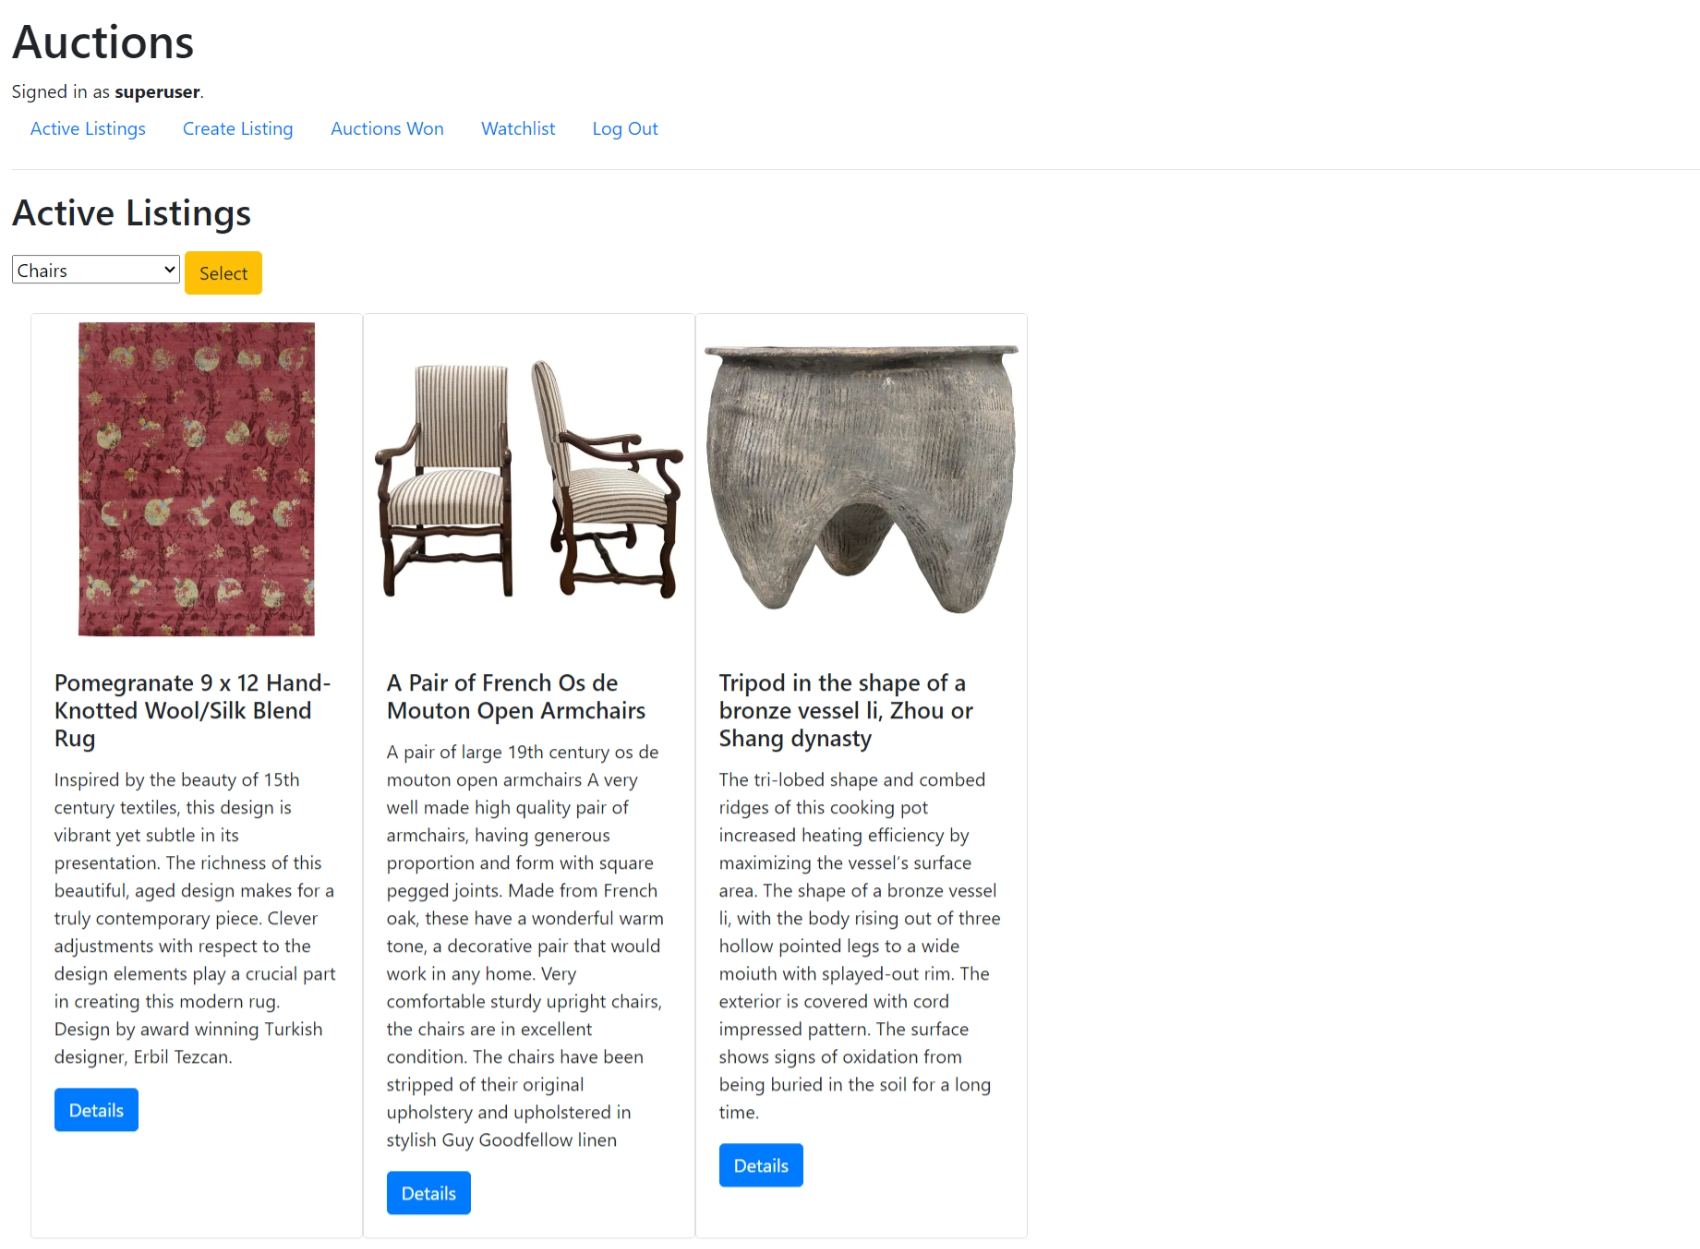 Auctions
Signed in as superuser.
Active Listings Create Listing Auctions Won Watchlist Log Out
Active Listings
Chairs Select
Pomegranate 9 x 12 Hand-
Knotted Wool/Silk Blend
Rug
Inspired by the beauty of 15th
century textiles, this design is
vibrant yet subtle in its
presentation. The richness of this
beautiful, aged design makes for a
truly contemporary piece. Clever
adjustments with respect to the
design elements play a crucial part
in creating this modern rug.
Design by award winning Turkish
designer, Erbil Tezcan.
Details
A Pair of French Os de
Mouton Open Armchairs
A pair of large 19th century os de
mouton open armchairs A very
well made high quality pair of
armchairs, having generous
proportion and form with square
pegged joints. Made from French
oak, these have a wonderful warm
tone, a decorative pair that would
work in any home. Very
comfortable sturdy upright chairs,
the chairs are in excellent
condition. The chairs have been
stripped of their original
upholstery and upholstered in
stylish Guy Goodfellow linen
Details
Tripod in the shape of a
bronze vessel li, Zhou or
Shang dynasty
The tri-lobed shape and combed
ridges of this cooking pot
increased heating efficiency by
maximizing the vessel’s surface
area. The shape of a bronze vessel
li, with the body rising out of three
hollow pointed legs to a wide
moiuth with splayed-out rim. The
exterior is covered with cord
impressed pattern. The surface
shows signs of oxidation from
being buried in the soil for a long
time.
Details